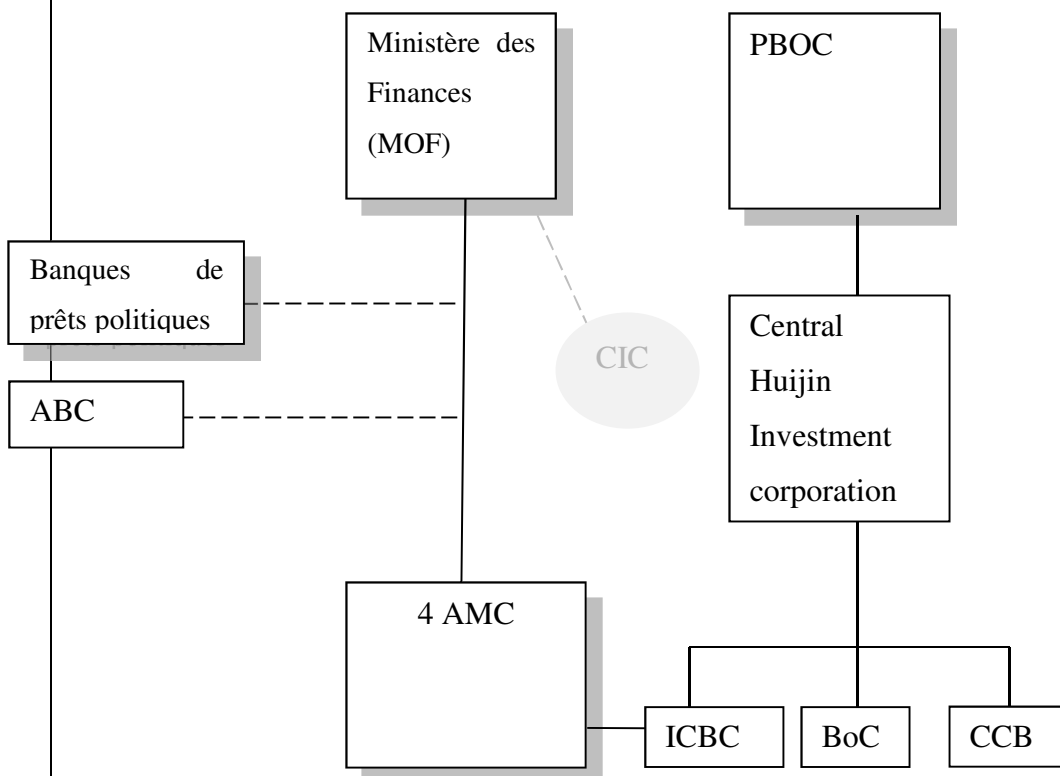 Ministère des
Finances
(MOF)
PBOC
Banques de
prêts politiques
CIC
Central
Huijin
Investment
corporation
ABC
4 AMC
ICBC
BoC
CCB